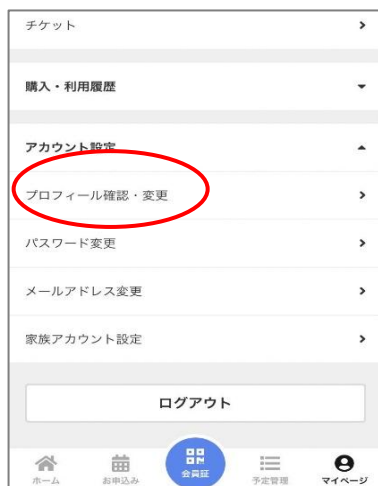 チケット
購入・利用履歴
アカウント設定
プロフィール確認・変更
パスワード変更
メールアドレス変更
家族アカウント設定
ログアウト
ホーム
お申込み
会員証
予定管理
マイページ